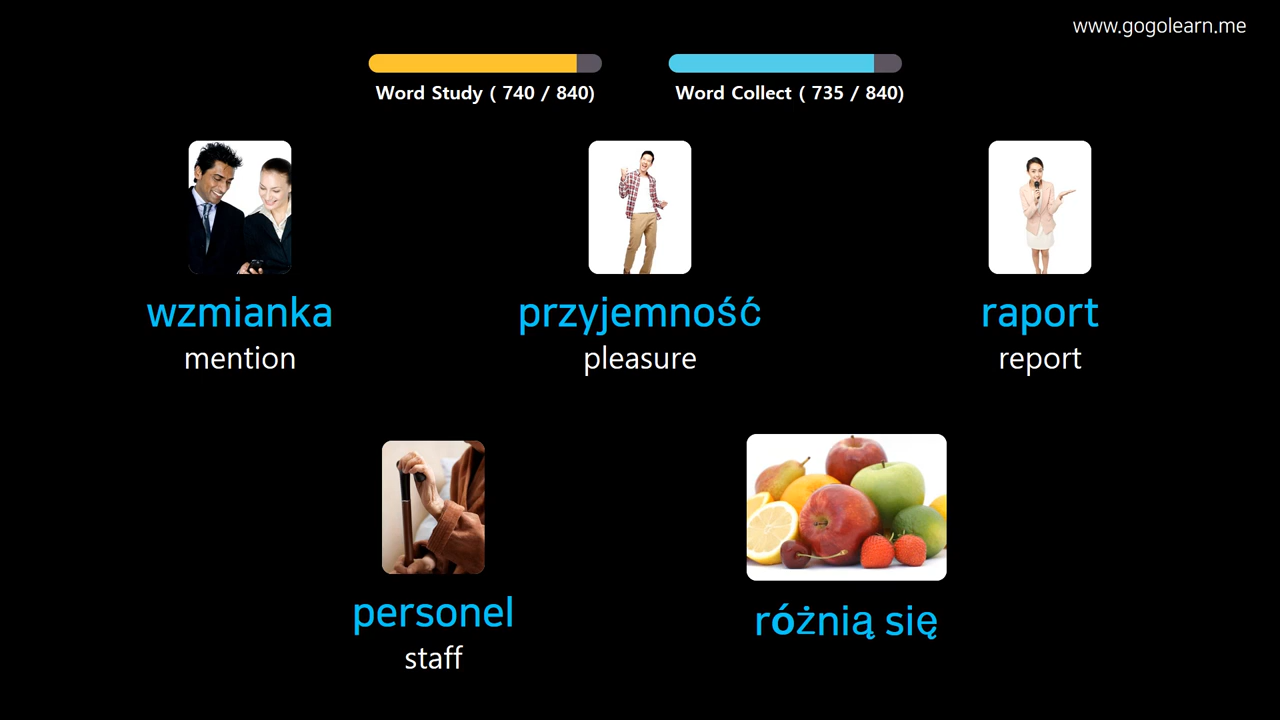 www.gogolearn.me
Word Study ( 740 / 840)
Word Collect ( 735 / 840)
wzmianka
mention
przyjemność
pleasure
raport
report
personel
staff
różnią się